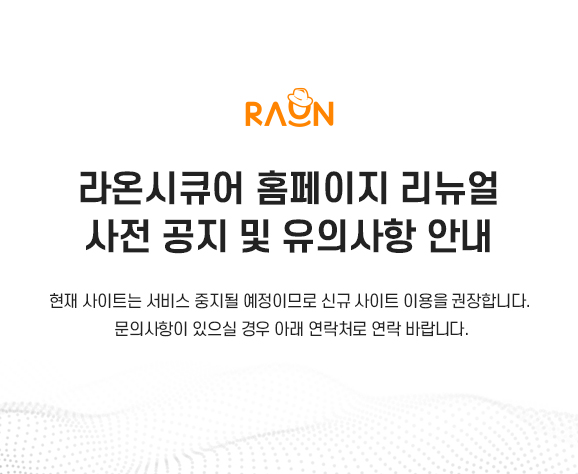 RAON
라온시큐어 홈페이지 리뉴얼
사전 공지 및 유의사항 안내
현재 사이트는 서비스 중지될 예정이므로 신규 사이트 이용을 권장합니다.
문의사항이 있으실 경우 아래 연락처로 연락 바랍니다.